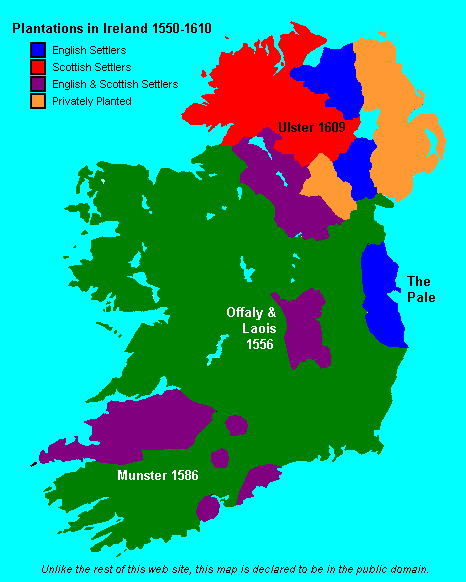 Plantations in Ireland 1550-1610
English Settlers
Scottish Settlers
English & Scottish Settlers
Privately Planted
Ulster 1609
The
Pale
Offaly &
Laois
1556
Munster 1586
Unlike the rest of this web site, this map is declared to be in the public domain.